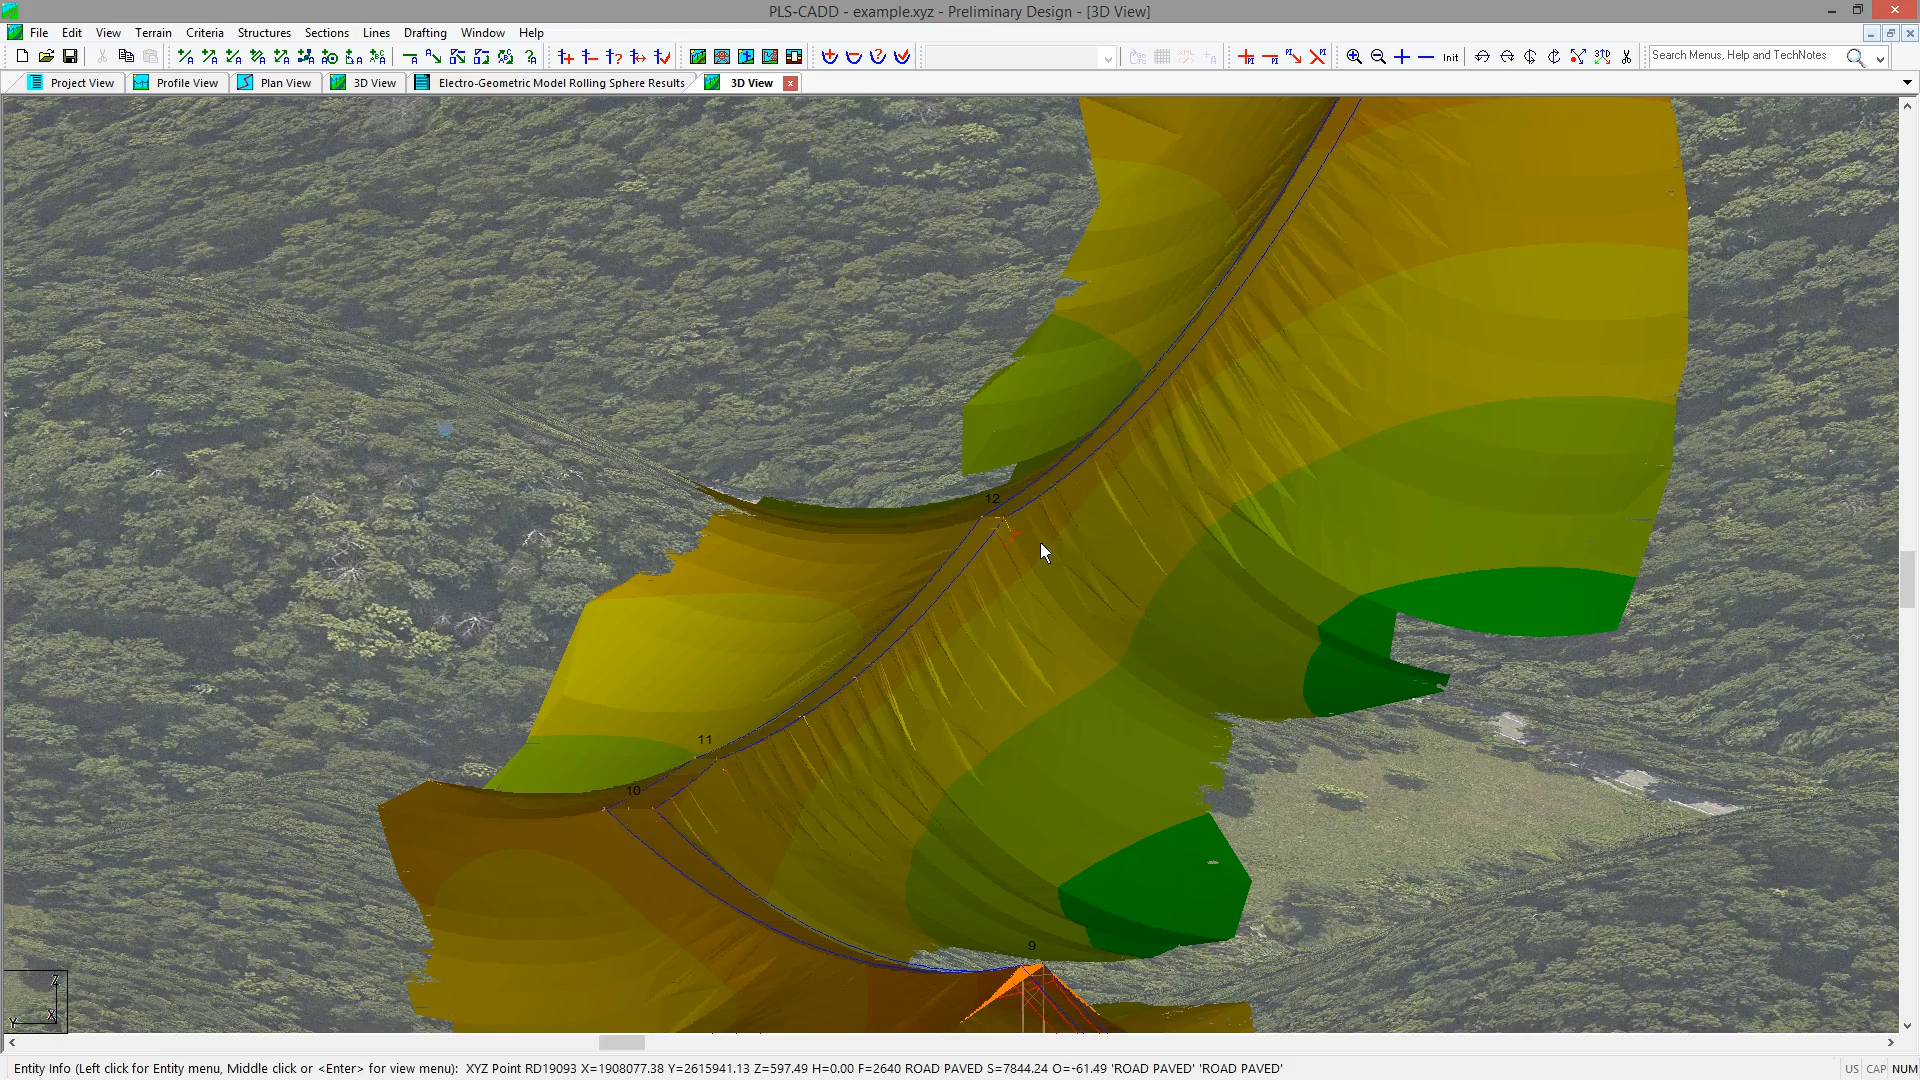 PLS-CADD - example.xyz - Preliminary Design - [3D View]
File Edit View Terrain Criteria Structures Sections Lines Drafting Window Help
Init
Search Menus, Help and TechNotes
Project View Profile View Plan View 3D View Electro-Geometric Model Rolling Sphere Results 3D View
12
11
10
9
Z
Y X
Entity Info (Left click for Entity menu, Middle click or <Enter> for view menu): XYZ Point RD19093 X=1908077.38 Y=2615941.13 Z=597.49 H=0.00 F=2640 ROAD PAVED S=7844.24 O=-61.49 'ROAD PAVED' 'ROAD PAVED'
US CAP NUM